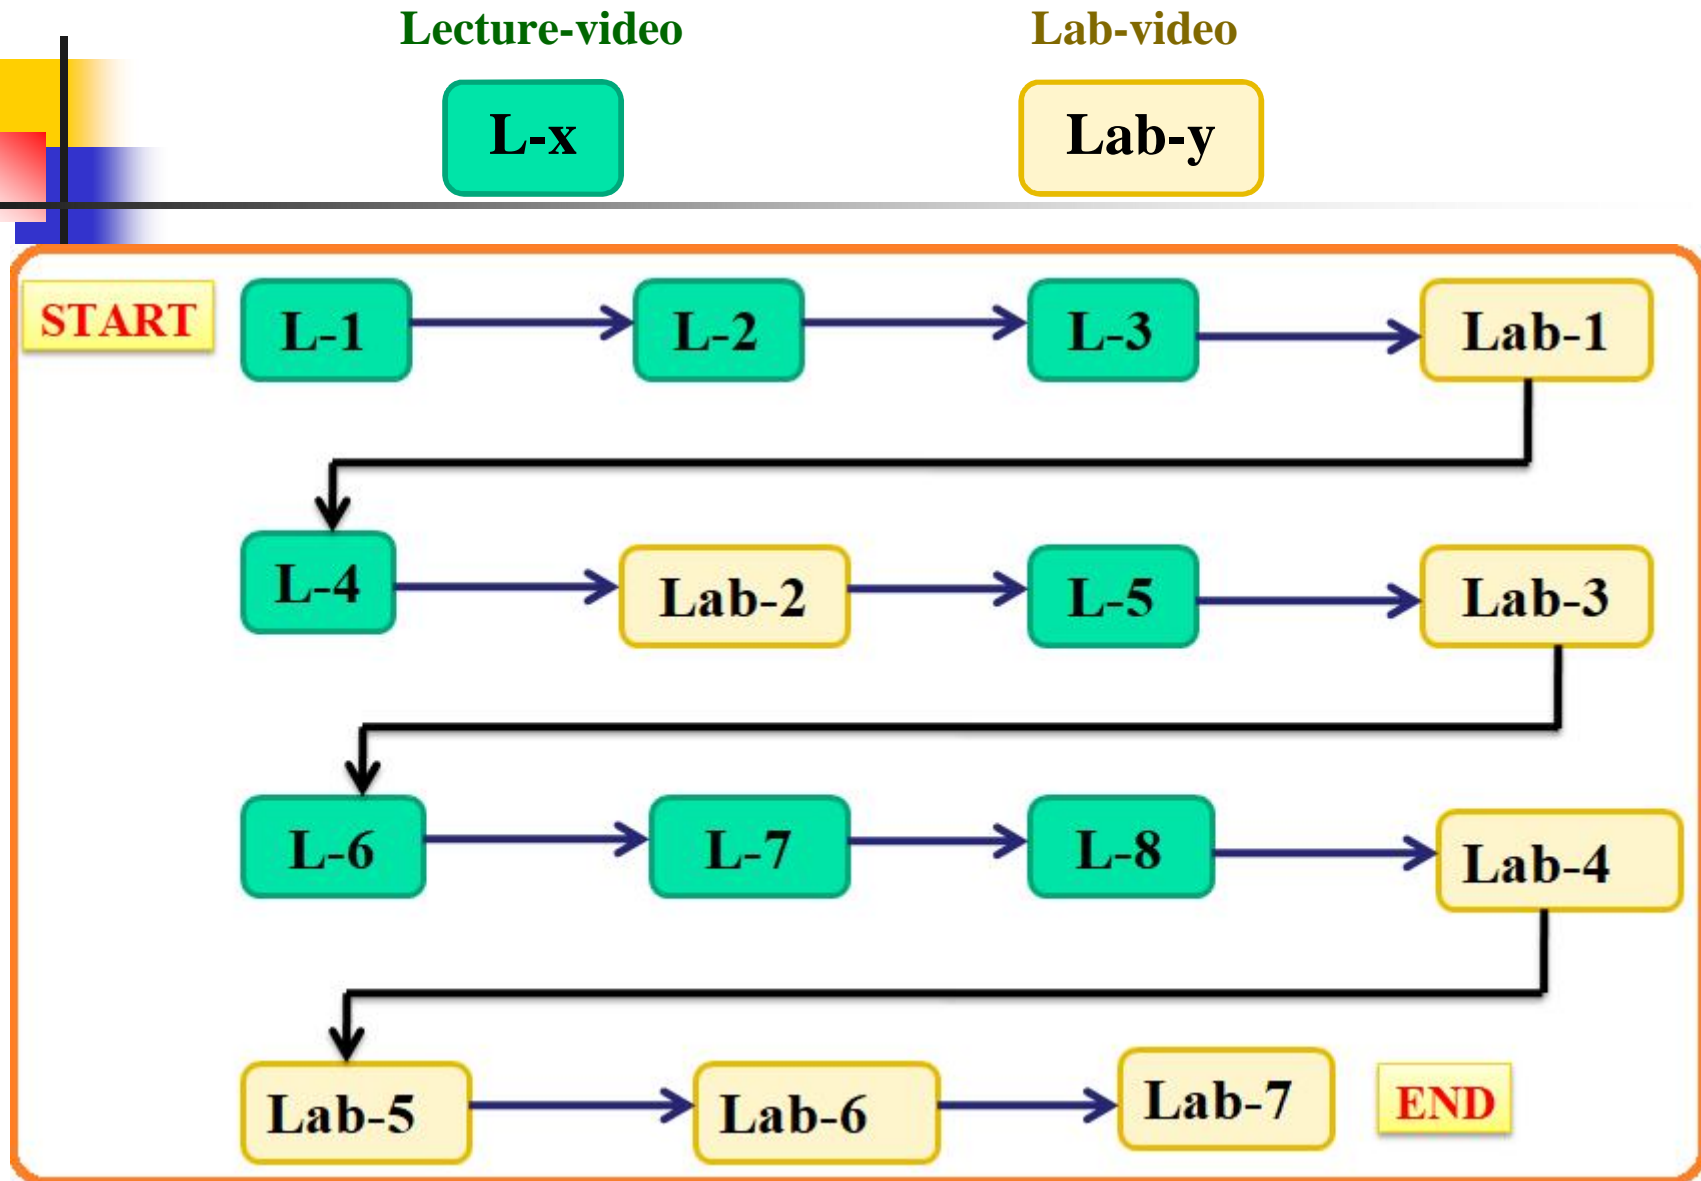 Lecture-video Lab-video
L-x Lab-y
START L-1 L-2 L-3 Lab-1
L-4 Lab-2 L-5 Lab-3
L-6 L-7 L-8 Lab-4
Lab-5 Lab-6 Lab-7 END